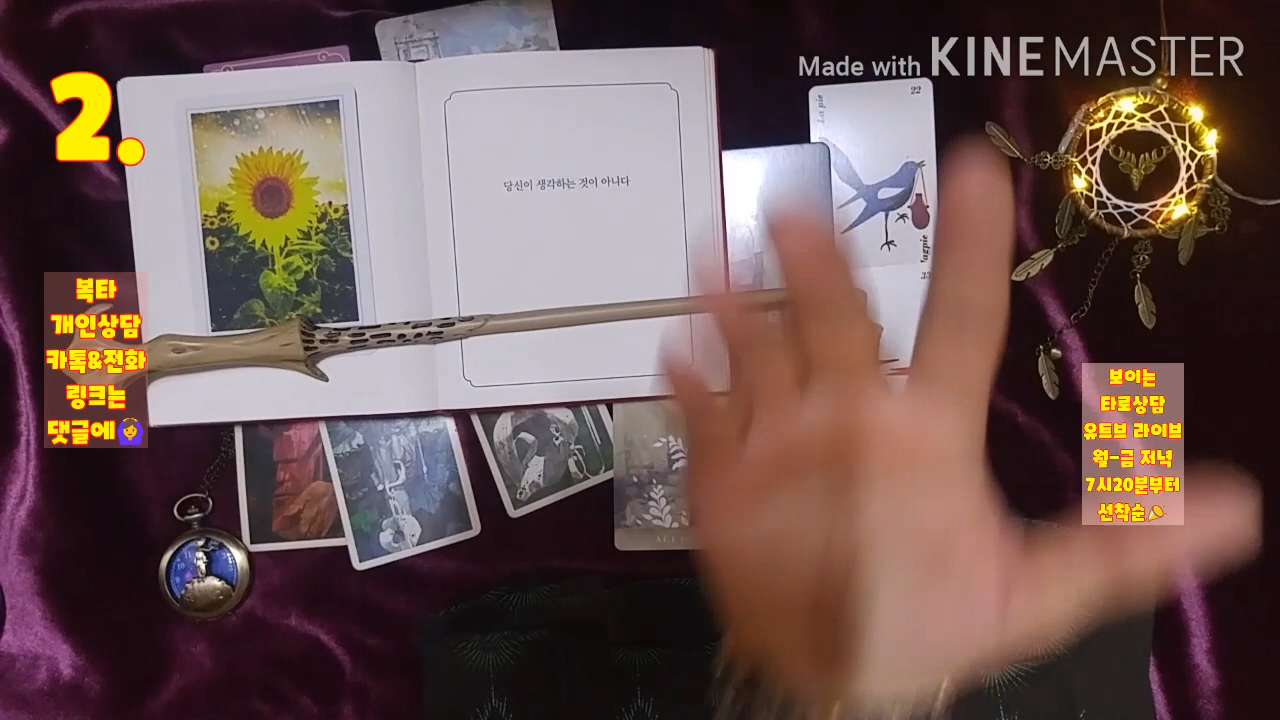 Made with KINEMASTER
2.
22
당신이 생각하는 것이 아니다
33
복타
개인상담
카톡&전화
링크는
댓글에🙆‍♀️
보이는
타로상담
유트브 라이브
월-금 저녁
7시20분부터
선착순📣